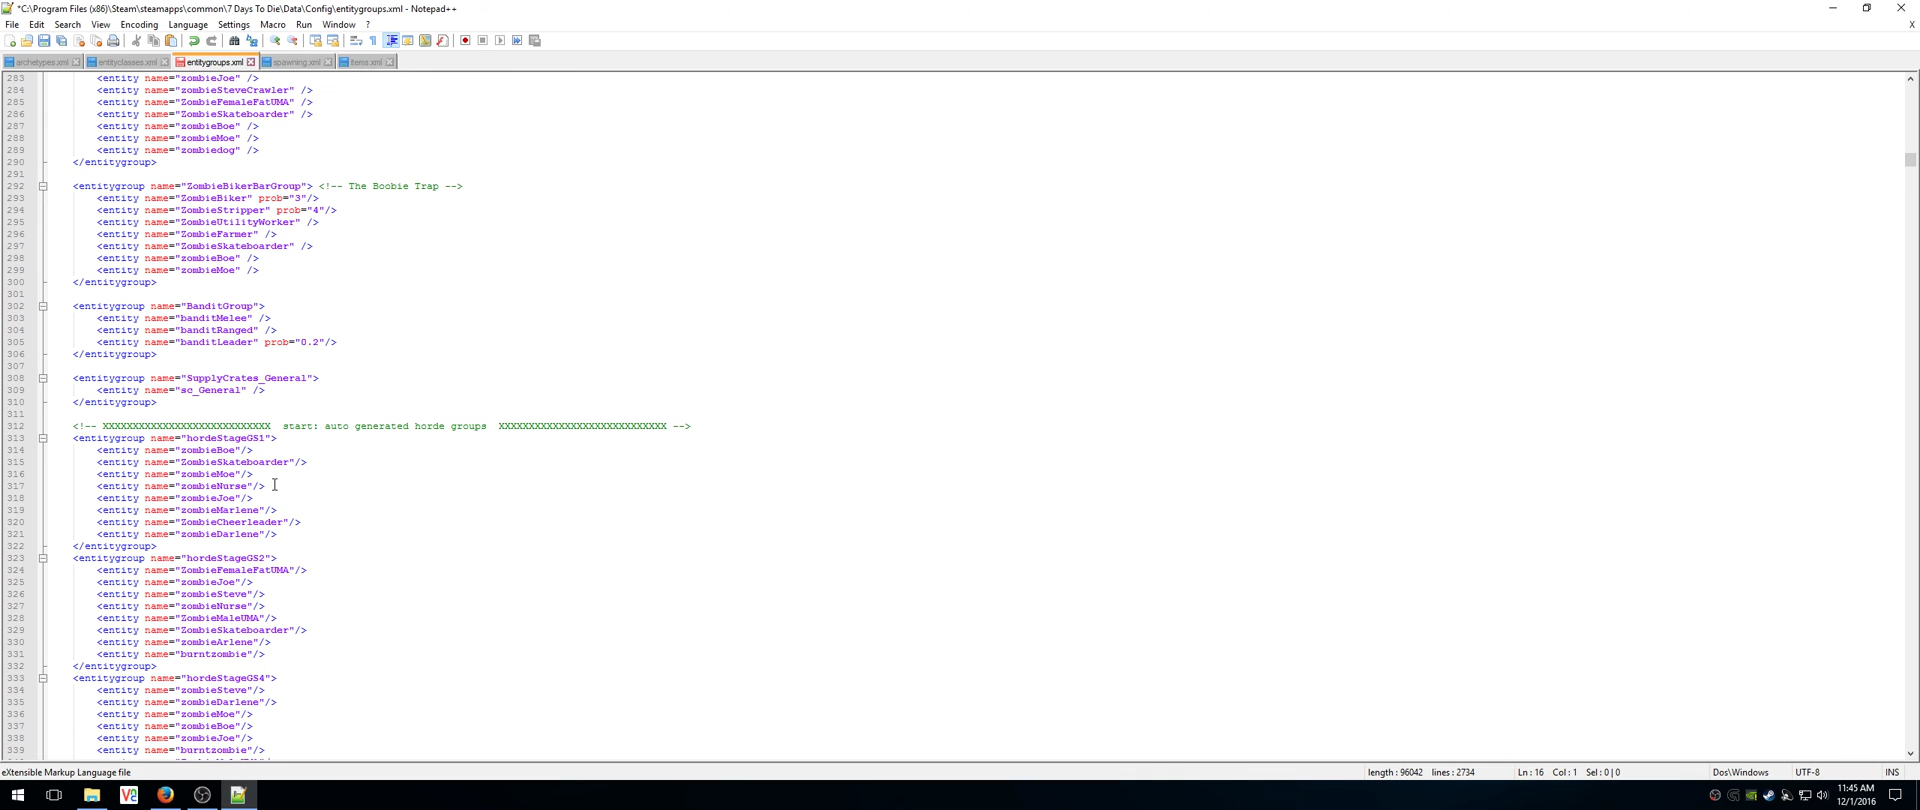 *C:\Program Files (x86)\Steam\steamapps\common\7 Days To Die\Data\Config\entitygroups.xml - Notepad++
File Edit Search View Encoding Language Settings Macro Run Window ?
X
archetypes.xml entityclasses.xml entitygroups.xml spawning.xml items.xml
283 <entity name="zombieJoe" />
284 <entity name="zombieSteveCrawler" />
285 <entity name="ZombieFemaleFatUMA" />
286 <entity name="ZombieSkateboarder" />
287 <entity name="zombieBoe" />
288 <entity name="zombieMoe" />
289 <entity name="zombiedog" />
290 </entitygroup>
291
292 <entitygroup name="ZombieBikerBarGroup"> <!-- The Boobie Trap -->
293 <entity name="ZombieBiker" prob="3"/>
294 <entity name="ZombieStripper" prob="4"/>
295 <entity name="ZombieUtilityWorker" />
296 <entity name="ZombieFarmer" />
297 <entity name="ZombieSkateboarder" />
298 <entity name="zombieBoe" />
299 <entity name="zombieMoe" />
300 </entitygroup>
301
302 <entitygroup name="BanditGroup">
303 <entity name="banditMelee" />
304 <entity name="banditRanged" />
305 <entity name="banditLeader" prob="0.2"/>
306 </entitygroup>
307
308 <entitygroup name="SupplyCrates_General">
309 <entity name="sc_General" />
310 </entitygroup>
311
312 <!-- XXXXXXXXXXXXXXXXXXXXXXXXXXXX  start: auto generated horde groups  XXXXXXXXXXXXXXXXXXXXXXXXXXXX -->
313 <entitygroup name="hordeStageGS1">
314 <entity name="zombieBoe"/>
315 <entity name="ZombieSkateboarder"/>
316 <entity name="zombieMoe"/>
317 <entity name="zombieNurse"/>
318 <entity name="zombieJoe"/>
319 <entity name="zombieMarlene"/>
320 <entity name="ZombieCheerleader"/>
321 <entity name="zombieDarlene"/>
322 </entitygroup>
323 <entitygroup name="hordeStageGS2">
324 <entity name="ZombieFemaleFatUMA"/>
325 <entity name="zombieJoe"/>
326 <entity name="zombieSteve"/>
327 <entity name="zombieNurse"/>
328 <entity name="ZombieMaleUMA"/>
329 <entity name="ZombieSkateboarder"/>
330 <entity name="zombieArlene"/>
331 <entity name="burntzombie"/>
332 </entitygroup>
333 <entitygroup name="hordeStageGS4">
334 <entity name="zombieSteve"/>
335 <entity name="zombieDarlene"/>
336 <entity name="zombieMoe"/>
337 <entity name="zombieBoe"/>
338 <entity name="zombieJoe"/>
339 <entity name="burntzombie"/>
eXtensible Markup Language file length : 96042 lines : 2734 Ln : 16 Col : 1 Sel : 0 | 0 Dos\Windows UTF-8 INS
11:45 AM
12/1/2016